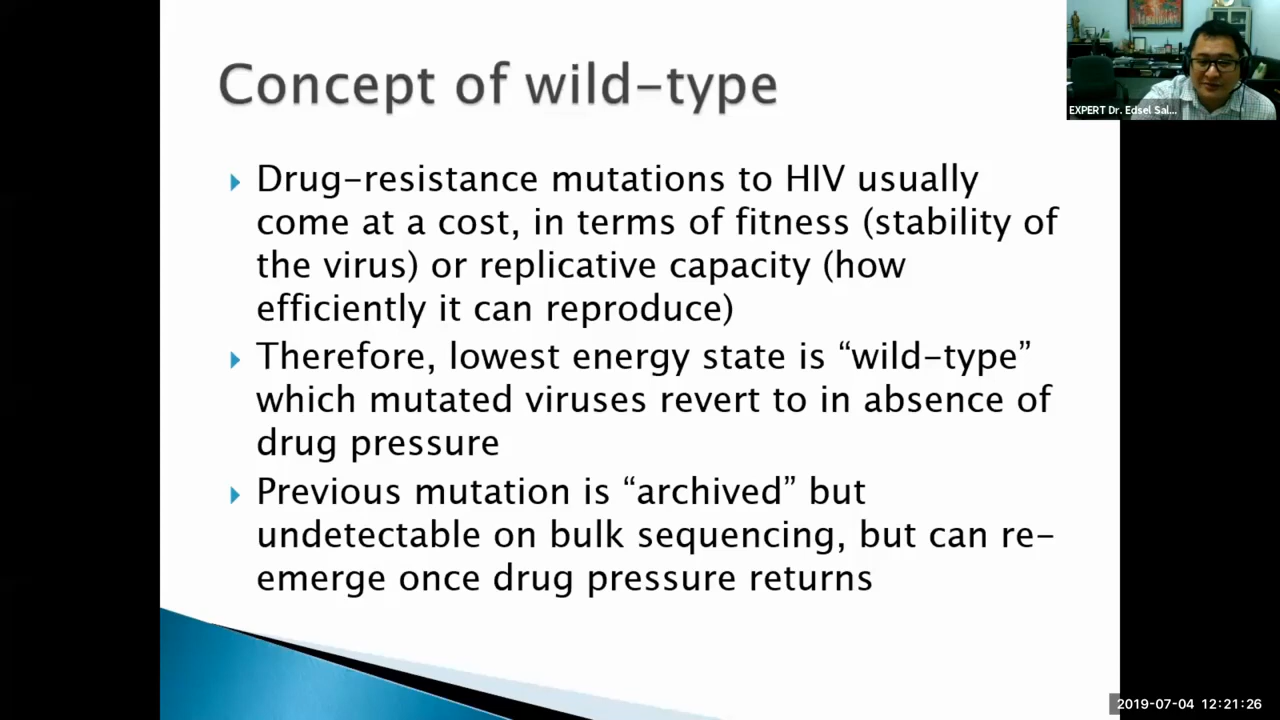 Concept of wild-type
Drug-resistance mutations to HIV usually
come at a cost, in terms of fitness (stability of
the virus) or replicative capacity (how
efficiently it can reproduce)
Therefore, lowest energy state is “wild-type”
which mutated viruses revert to in absence of
drug pressure
Previous mutation is “archived” but
undetectable on bulk sequencing, but can re-
emerge once drug pressure returns
EXPERT Dr. Edsel Sal...
2019-07-04 12:21:26